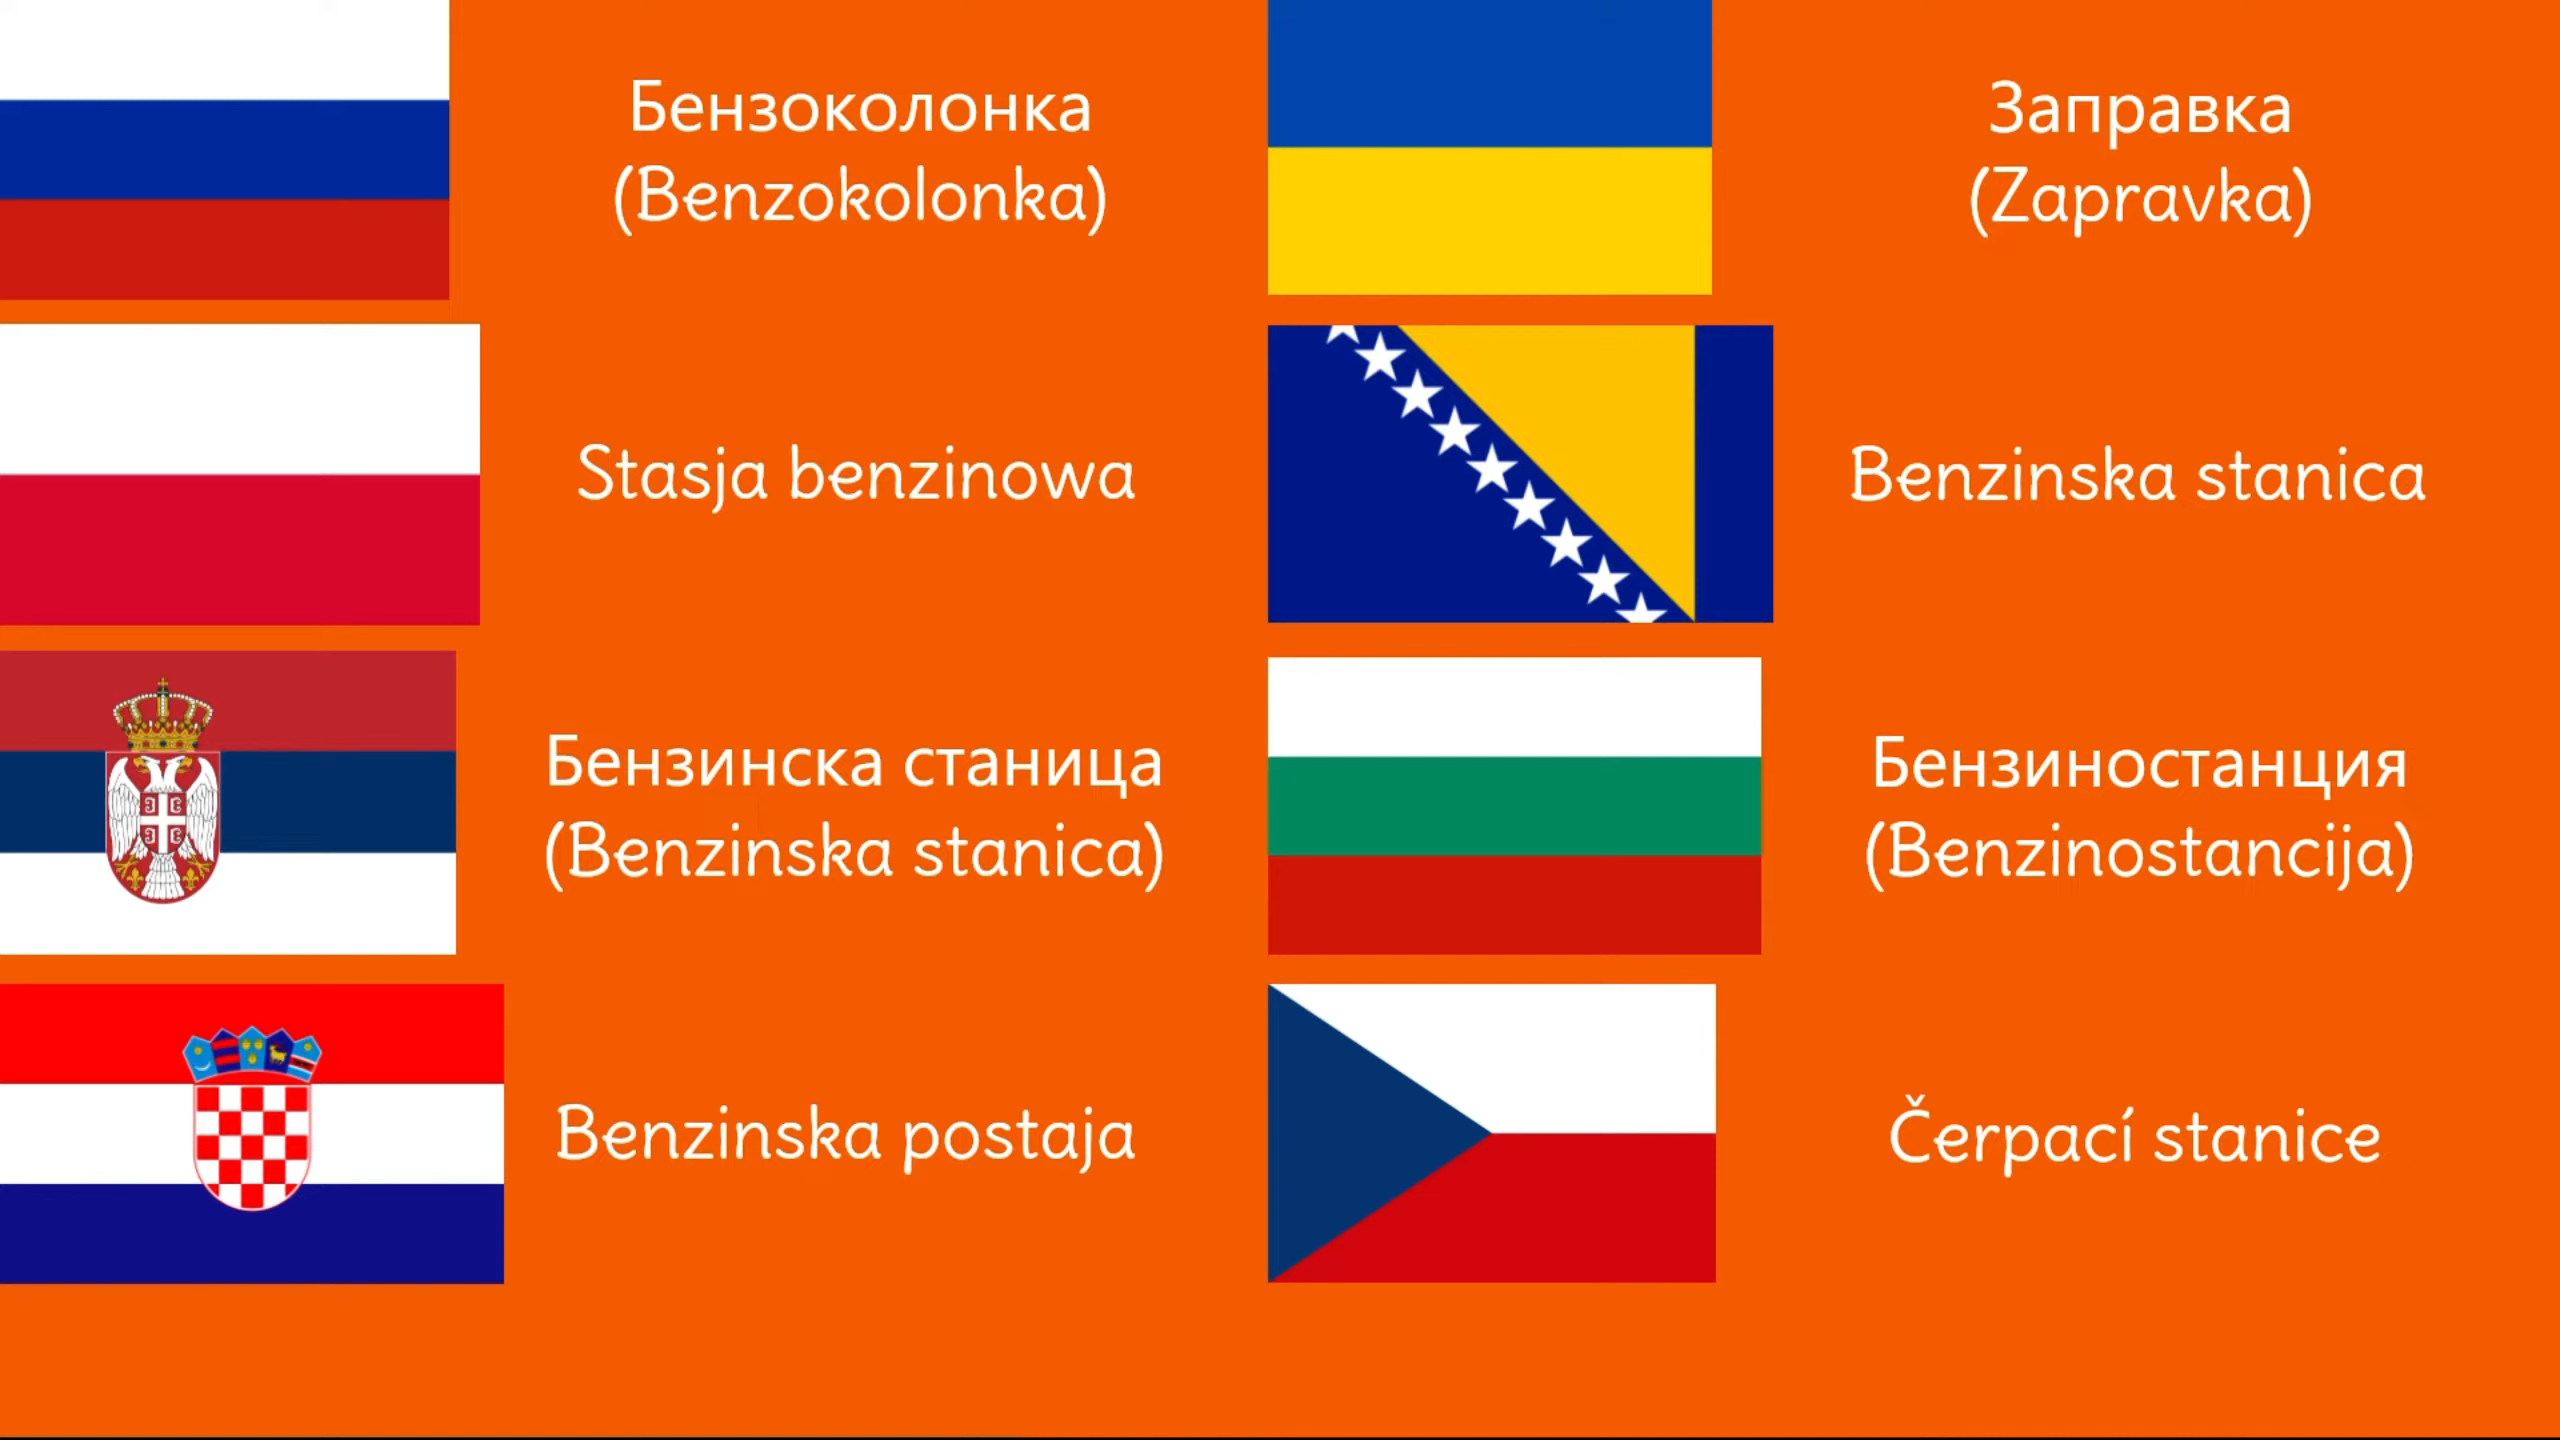 Бензоколонка
(Benzokolonka)
Заправка
(Zapravka)
Stasja benzinowa
Benzinska stanica
Бензинска станица
(Benzinska stanica)
Бензиностанция
(Benzinostancija)
Benzinska postaja
Čerpací stanice